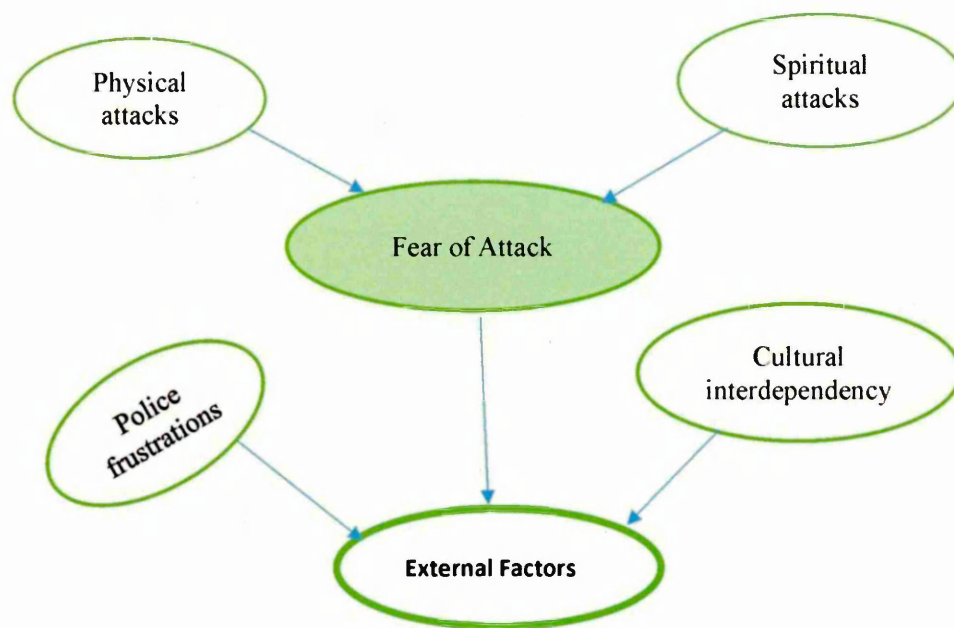 Physical
attacks
Spiritual
attacks
Fear of Attack
Cultural
interdependency
Police
frustrations
External Factors